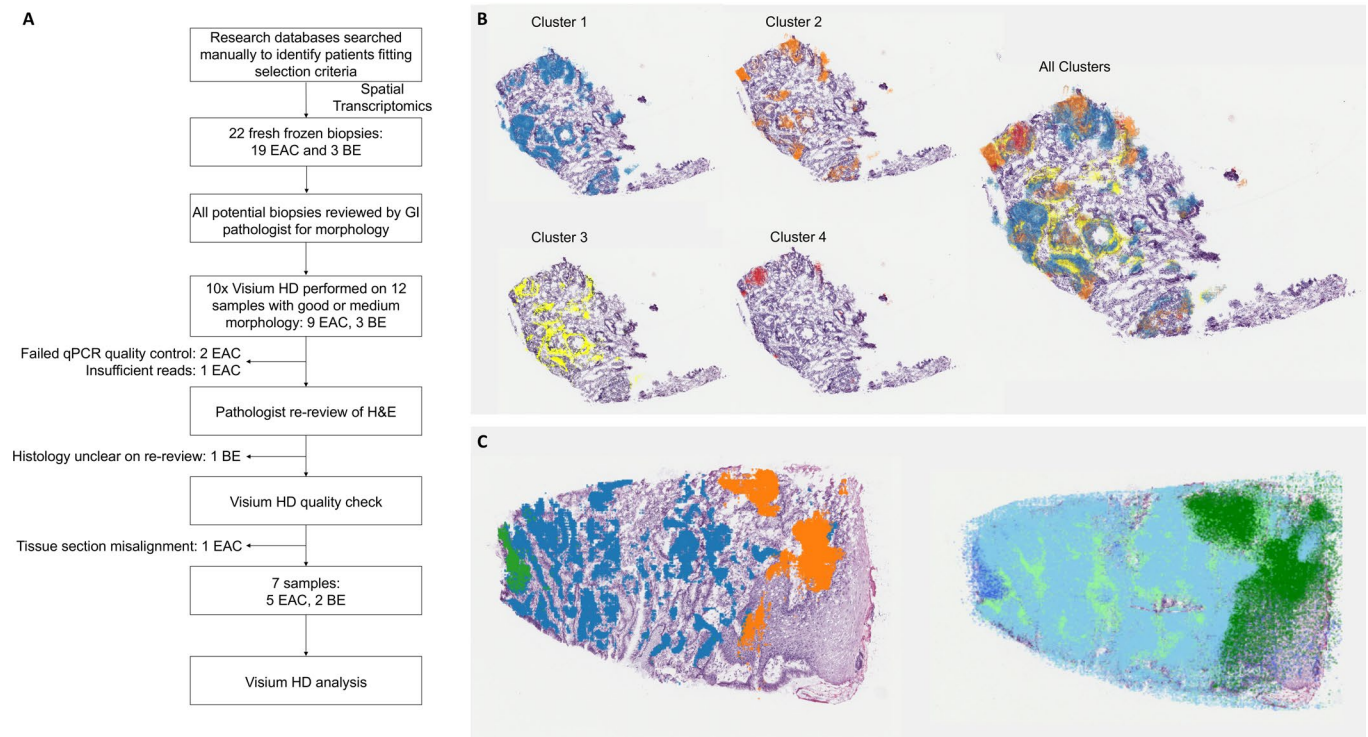 A
Research databases searched
manually to identify patients fitting
selection criteria
Spatial
Transcriptomics
22 fresh frozen biopsies:
19 EAC and 3 BE
All potential biopsies reviewed by GI
pathologist for morphology
10x Visium HD performed on 12
samples with good or medium
morphology: 9 EAC, 3 BE
Failed qPCR quality control: 2 EAC
Insufficient reads: 1 EAC
Pathologist re-review of H&E
Histology unclear on re-review: 1 BE
Visium HD quality check
Tissue section misalignment: 1 EAC
7 samples:
5 EAC, 2 BE
Visium HD analysis
B
Cluster 1
Cluster 2
All Clusters
Cluster 3
Cluster 4
C